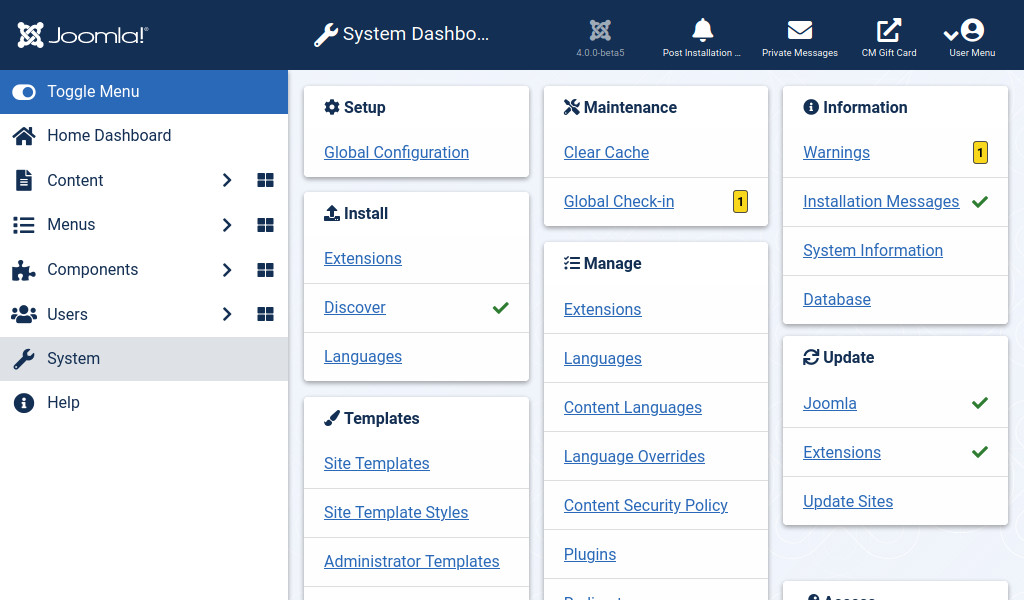 Joomla!
System Dashbo...
4.0.0-beta5
Post Installation ...
Private Messages
CM Gift Card
User Menu
Toggle Menu
Home Dashboard
Content
Menus
Components
Users
System
Help
Setup
Global Configuration
Install
Extensions
Discover
Languages
Templates
Site Templates
Site Template Styles
Administrator Templates
Maintenance
Clear Cache
Global Check-in 1
Manage
Extensions
Languages
Content Languages
Language Overrides
Content Security Policy
Plugins
Information
Warnings 1
Installation Messages
System Information
Database
Update
Joomla
Extensions
Update Sites